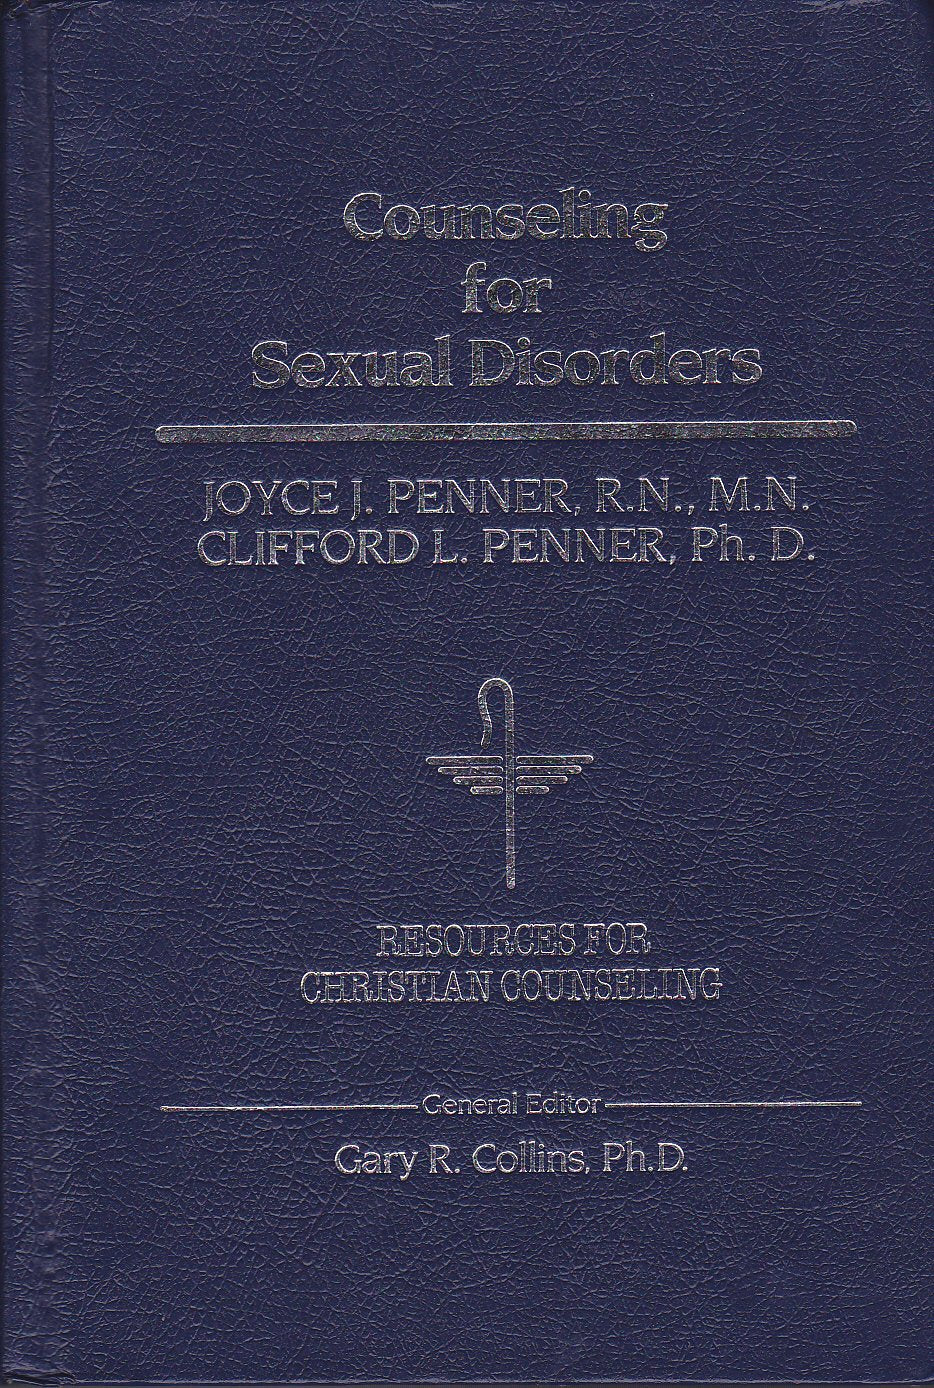 Counseling
for
Sexual Disorders
JOYCE J. PENNER, R.N., M.N.
CLIFFORD L. PENNER, Ph. D.
RESOURCES FOR
CHRISTIAN COUNSELING
General Editor
Gary R. Collins, Ph.D.